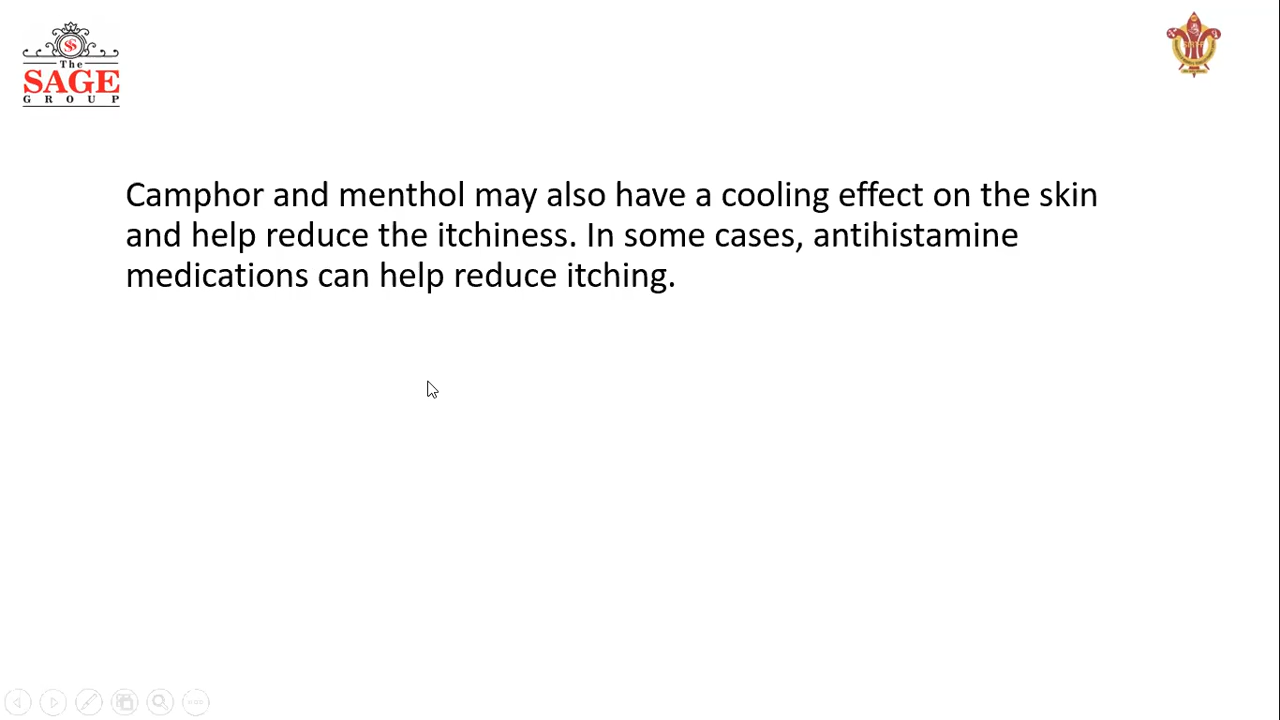 The
SAGE
GROUP
Camphor and menthol may also have a cooling effect on the skin
and help reduce the itchiness. In some cases, antihistamine
medications can help reduce itching.